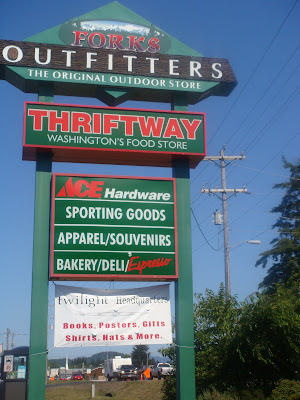 FORKS
OUTFITTERS
THE ORIGINAL OUTDOOR STORE
THRIFTWAY
WASHINGTON'S FOOD STORE
ACE Hardware
SPORTING GOODS
APPAREL/SOUVENIRS
BAKERY/DELI/Espresso
twilight Headquarters
Books, Posters, Gifts
Shirts, Hats & More.